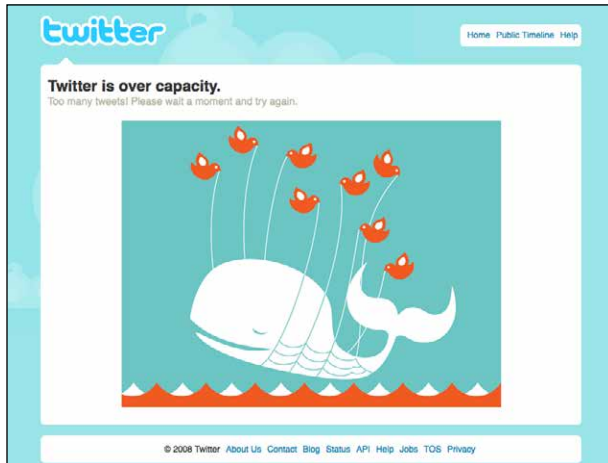 twitter
Home Public Timeline Help
Twitter is over capacity.
Too many tweets! Please wait a moment and try again.
© 2008 Twitter About Us Contact Blog Status API Help Jobs TOS Privacy